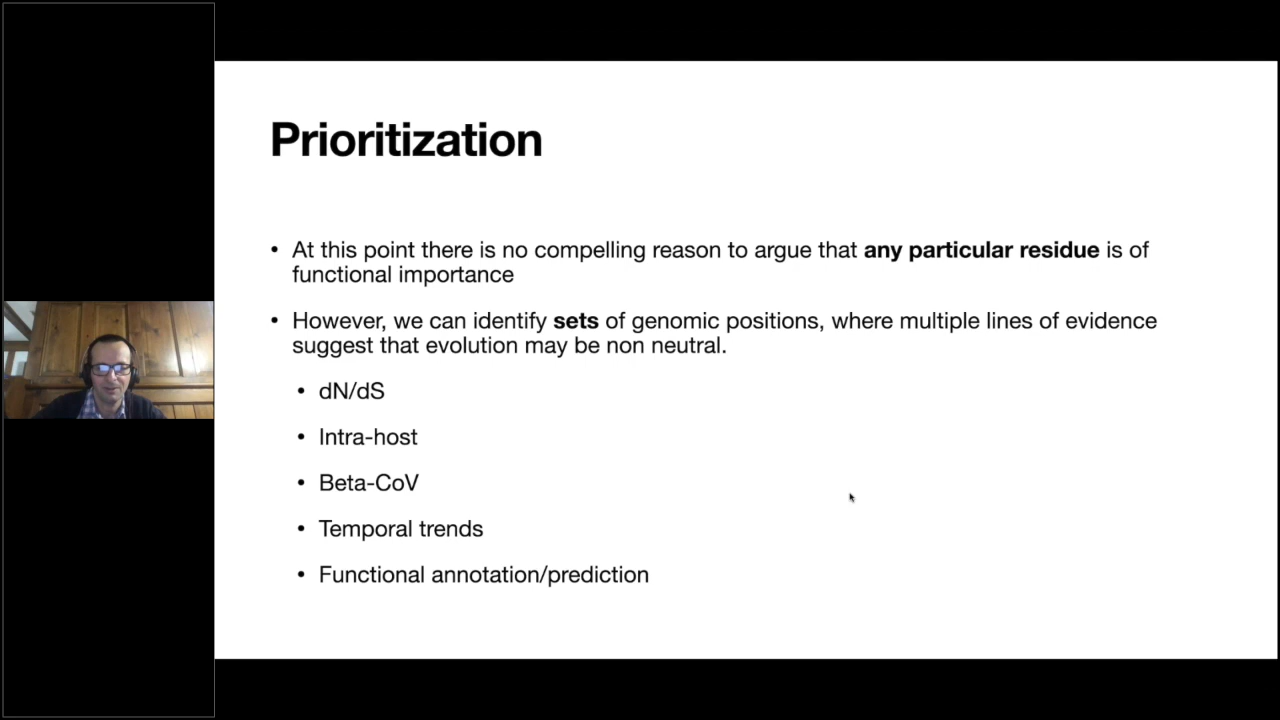 Prioritization
• At this point there is no compelling reason to argue that any particular residue is of
functional importance
• However, we can identify sets of genomic positions, where multiple lines of evidence
suggest that evolution may be non neutral.
• dN/dS
• Intra-host
• Beta-CoV
• Temporal trends
• Functional annotation/prediction